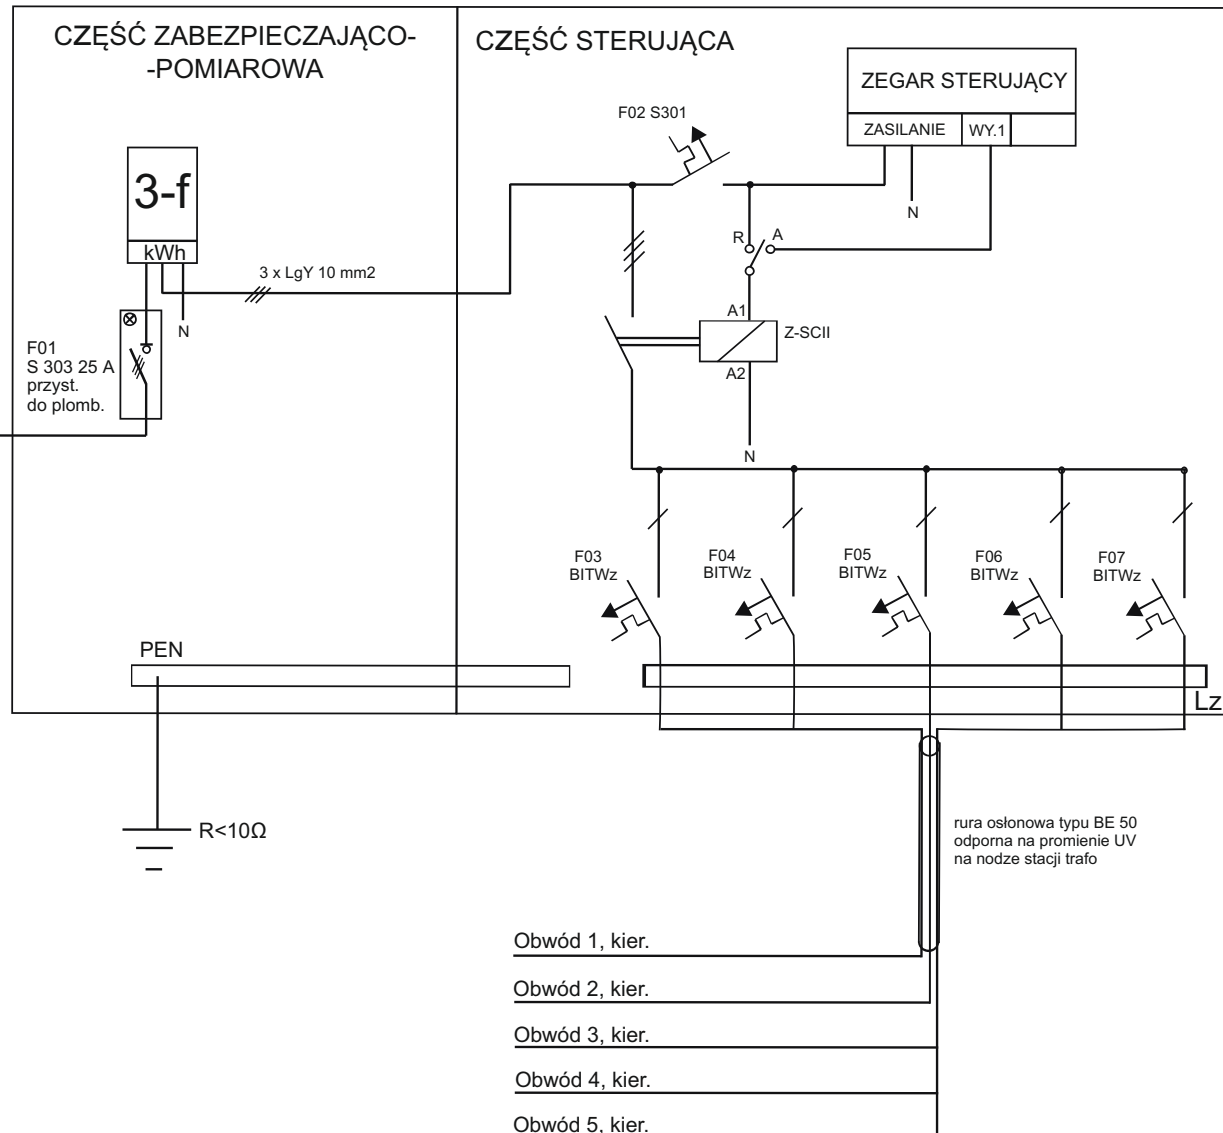 CZĘŚĆ ZABEZPIECZAJĄCO-
-POMIAROWA
CZĘŚĆ STERUJĄCA
ZEGAR STERUJĄCY
ZASILANIE
WY.1
N
F02 S301
3-f
kWh
N
3 x LgY 10 mm2
F01
S 303 25 A
przyst.
do plomb.
R
A
A1
Z-SCII
A2
N
F03
BITWz
F04
BITWz
F05
BITWz
F06
BITWz
F07
BITWz
PEN
Lz
R<10Ω
rura osłonowa typu BE 50
odporna na promienie UV
na nodze stacji trafo
Obwód 1, kier.
Obwód 2, kier.
Obwód 3, kier.
Obwód 4, kier.
Obwód 5, kier.